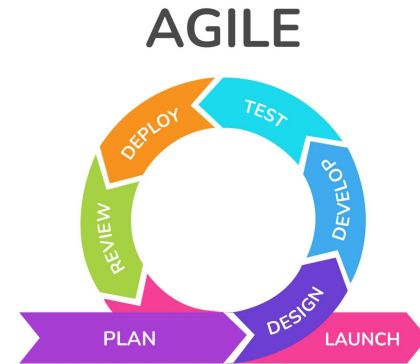 AGILE
PLAN
DESIGN
DEVELOP
TEST
DEPLOY
REVIEW
LAUNCH